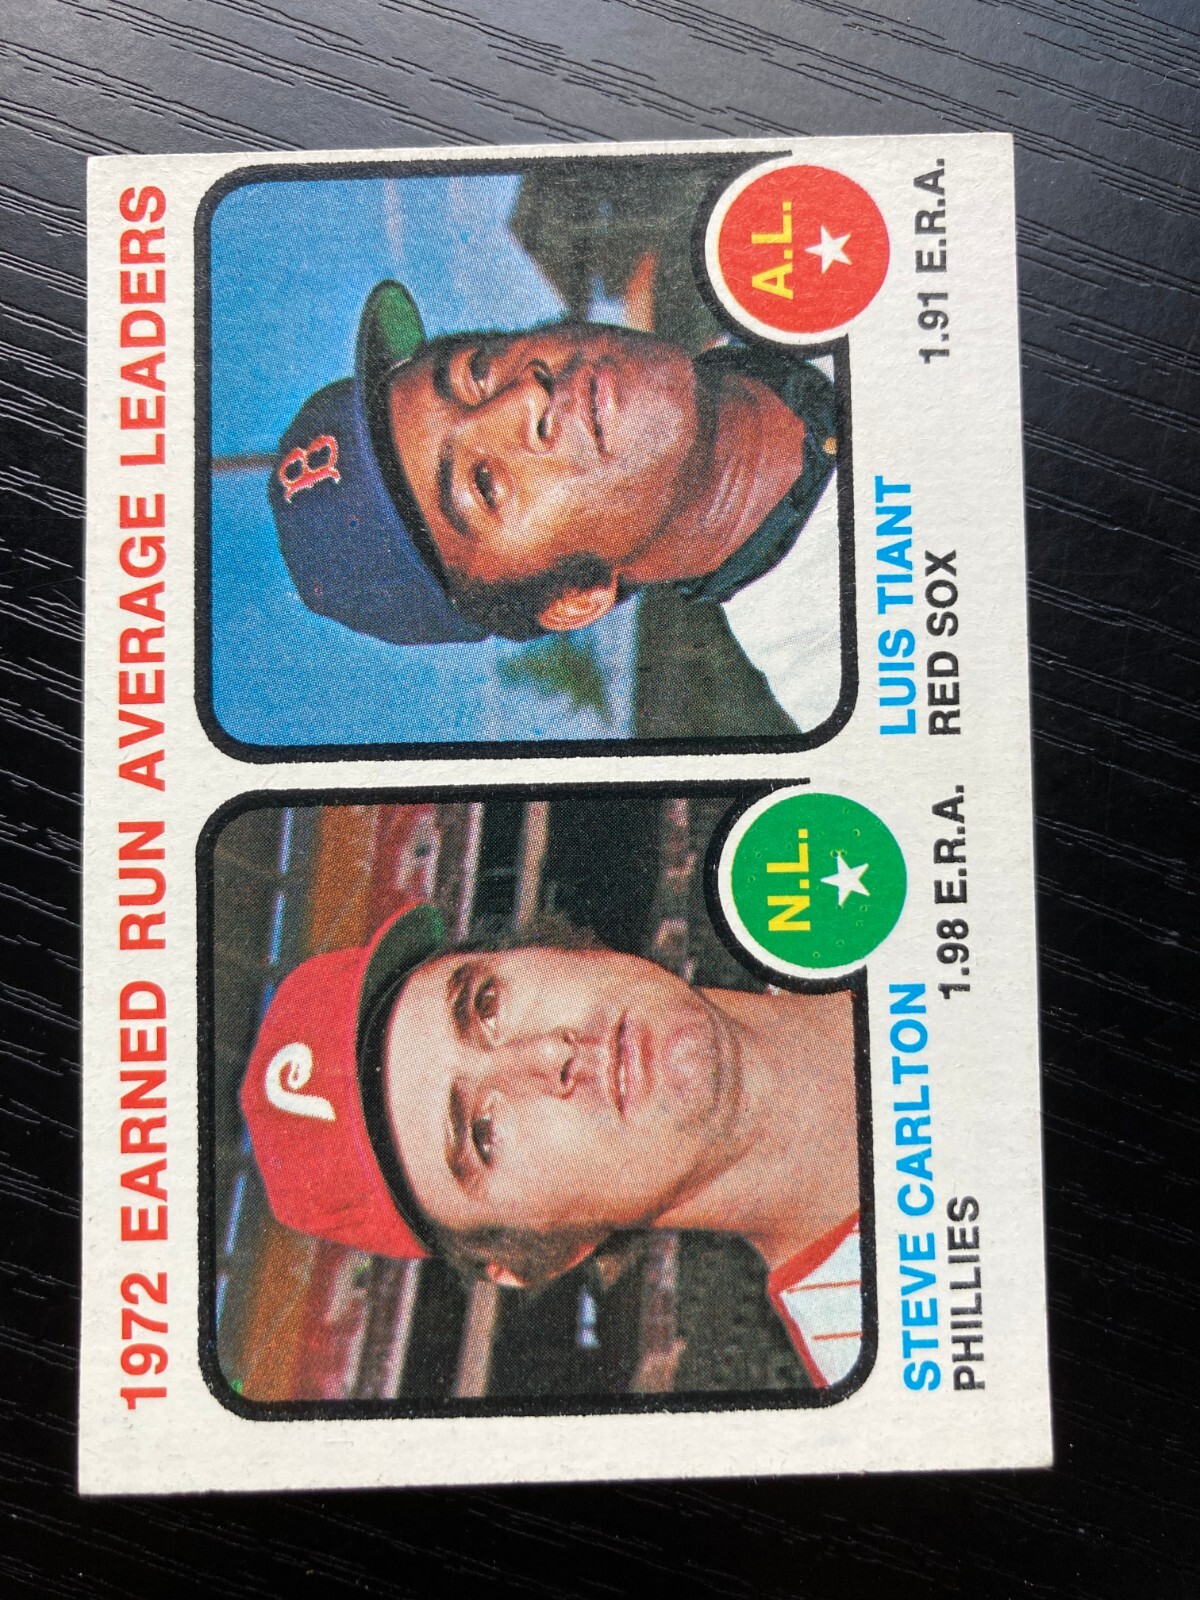 1972 EARNED RUN AVERAGE LEADERS
P
B
N.L.
A.L.
STEVE CARLTON
PHILLIES
1.98 E.R.A.
LUIS TIANT
RED SOX
1.91 E.R.A.